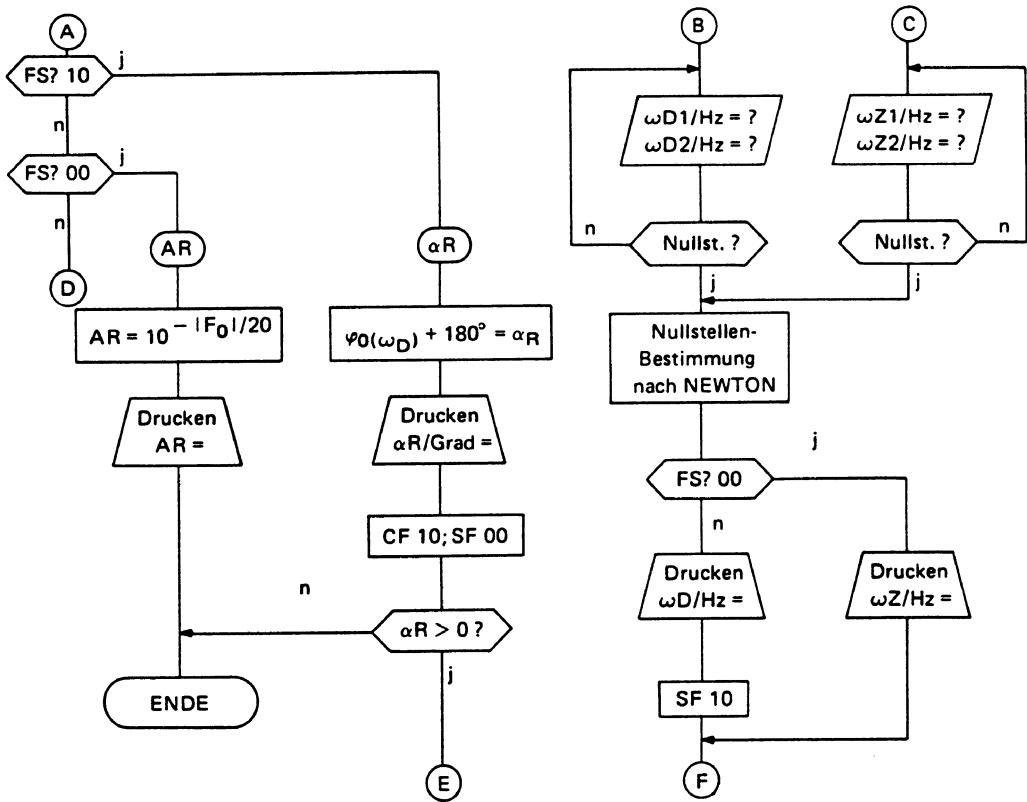 A
FS? 10
j
n
FS? 00
j
n
D
AR
AR = 10 – |F0|/20
Drucken
AR =
ENDE
αR
φ0(ωD) + 180° = αR
Drucken
αR/Grad =
CF 10; SF 00
n
αR > 0 ?
j
E
B
ωD1/Hz = ?
ωD2/Hz = ?
n
Nullst. ?
j
C
ωZ1/Hz = ?
ωZ2/Hz = ?
Nullst. ?
n
j
Nullstellen-
Bestimmung
nach NEWTON
FS? 00
j
n
Drucken
ωD/Hz =
SF 10
Drucken
ωZ/Hz =
F